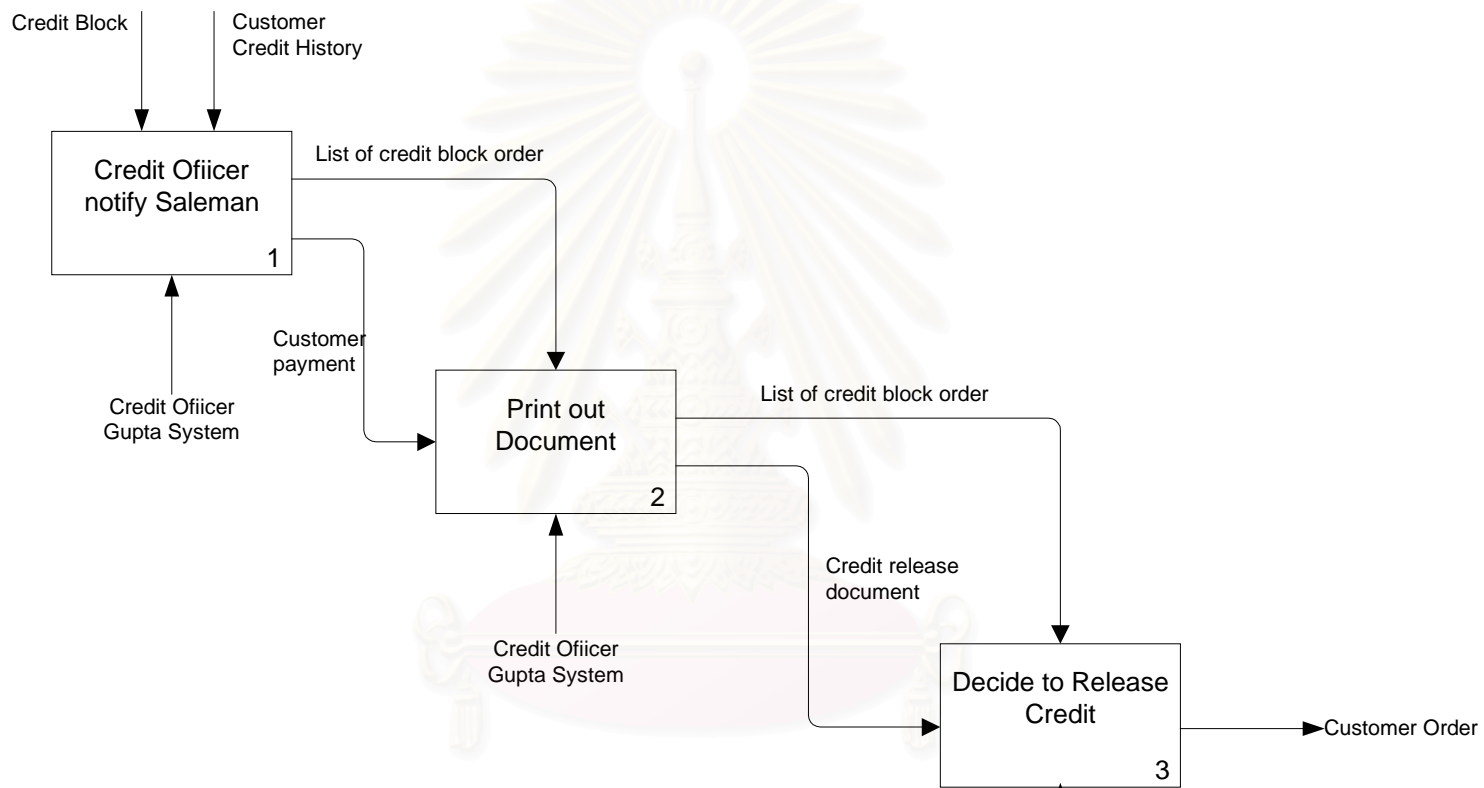 Credit Block
Customer
Credit History
Credit Ofiicer
notify Saleman
1
List of credit block order
Customer
payment
Credit Ofiicer
Gupta System
Print out
Document
2
List of credit block order
Credit release
document
Credit Ofiicer
Gupta System
Decide to Release
Credit
3
Customer Order